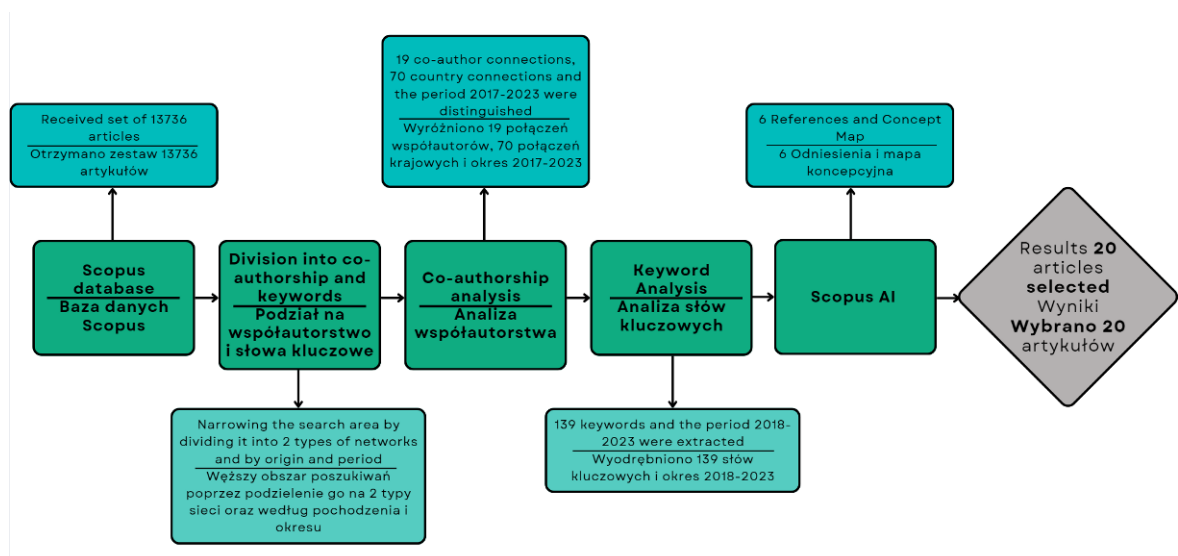 19 co-author connections,
70 country connections and
the period 2017-2023 were
distinguished
Wyróżniono 19 połączeń
współautorów, 70 połączeń
krajowych i okres 2017-2023
Received set of 13736
articles
Otrzymano zestaw 13736
artykułów
6 References and Concept
Map
6 Odniesienia i mapa
koncepcyjna
Scopus
database
Baza danych
Scopus
Division into co-
authorship and
keywords
Podział na
współautorstwo
i słowa kluczowe
Co-authorship
analysis
Analiza
współautorstwa
Keyword
Analysis
Analiza słów
kluczowych
Scopus AI
Results 20
articles
selected
Wyniki
Wybrano 20
artykułów
Narrowing the search area by
dividing it into 2 types of networks
and by origin and period
Węższy obszar poszukiwań
poprzez podzielenie go na 2 typy
sieci oraz według pochodzenia i
okresu
139 keywords and the period 2018-
2023 were extracted
Wyodrębniono 139 słów
kluczowych i okres 2018-2023